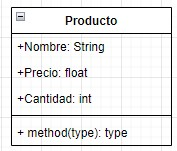 Producto
+Nombre: String
+Precio: float
+Cantidad: int
+ method(type): type